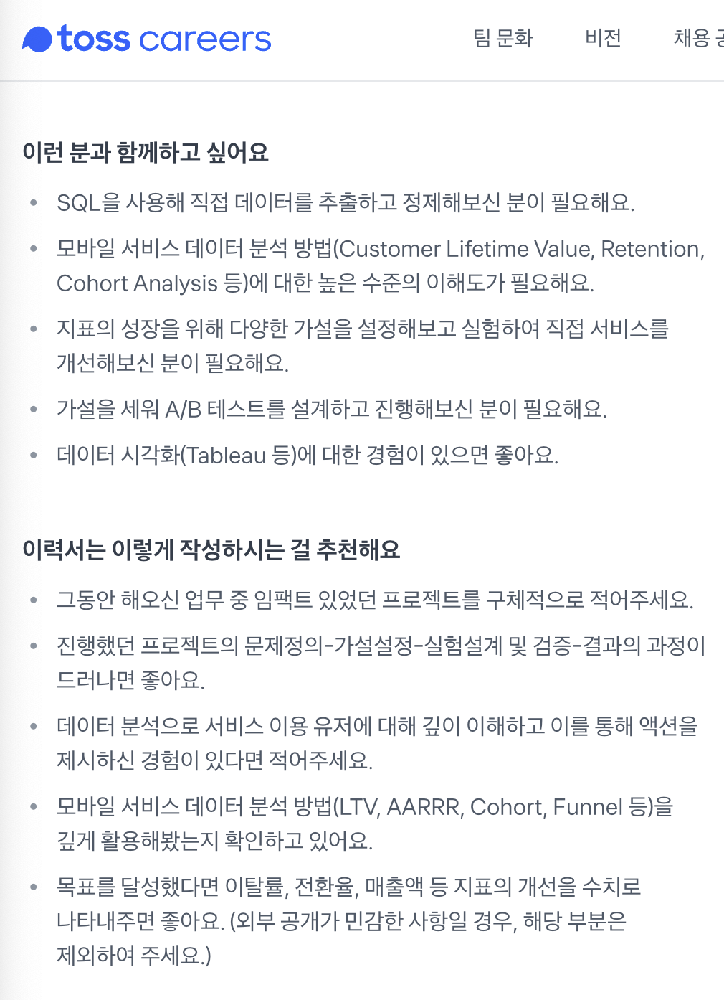 toss careers
팀 문화 비전 채용
이런 분과 함께하고 싶어요
• SQL을 사용해 직접 데이터를 추출하고 정제해보신 분이 필요해요.
• 모바일 서비스 데이터 분석 방법(Customer Lifetime Value, Retention,
Cohort Analysis 등)에 대한 높은 수준의 이해도가 필요해요.
• 지표의 성장을 위해 다양한 가설을 설정해보고 실험하여 직접 서비스를
개선해보신 분이 필요해요.
• 가설을 세워 A/B 테스트를 설계하고 진행해보신 분이 필요해요.
• 데이터 시각화(Tableau 등)에 대한 경험이 있으면 좋아요.
이력서는 이렇게 작성하시는 걸 추천해요
• 그동안 해오신 업무 중 임팩트 있었던 프로젝트를 구체적으로 적어주세요.
• 진행했던 프로젝트의 문제정의-가설설정-실험설계 및 검증-결과의 과정이
드러나면 좋아요.
• 데이터 분석으로 서비스 이용 유저에 대해 깊이 이해하고 이를 통해 액션을
제시하신 경험이 있다면 적어주세요.
• 모바일 서비스 데이터 분석 방법(LTV, AARRR, Cohort, Funnel 등)을
깊게 활용해봤는지 확인하고 있어요.
• 목표를 달성했다면 이탈률, 전환율, 매출액 등 지표의 개선을 수치로
나타내주면 좋아요. (외부 공개가 민감한 사항일 경우, 해당 부분은
제외하여 주세요.)